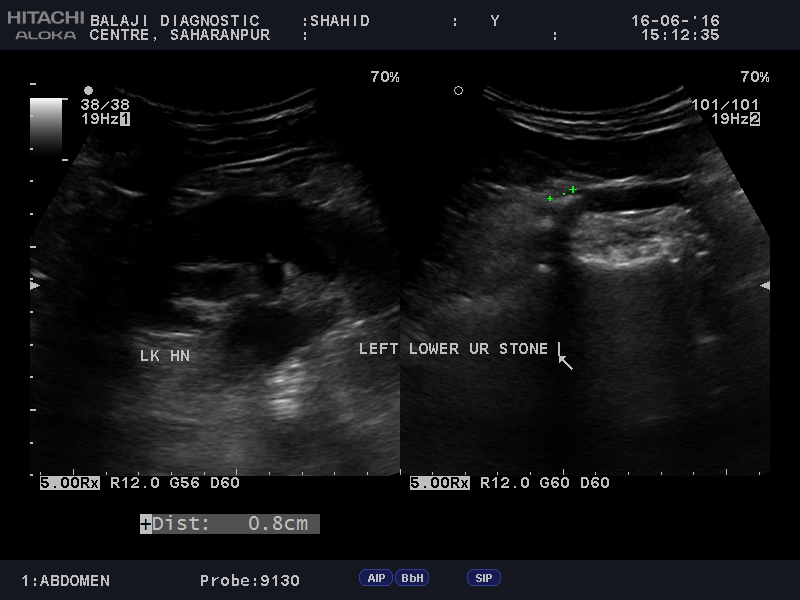 HITACHI BALAJI DIAGNOSTIC :SHAHID : Y 16-06-'16
ALOKA CENTRE, SAHARANPUR : : 15:12:35
70% 70%
38/38 101/101
19Hz1 19Hz2
LEFT LOWER UR STONE
LK HN
5.00Rx R12.0 G56 D60 5.00Rx R12.0 G60 D60
+Dist: 0.8cm
1:ABDOMEN Probe:9130 AIP BbH SIP